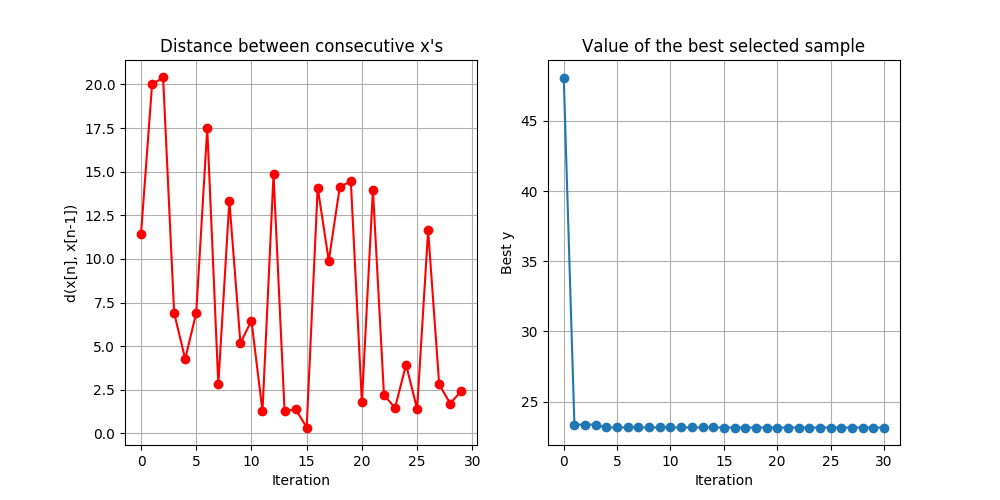 Distance between consecutive x's
20.0
17.5
15.0
12.5
10.0
7.5
5.0
2.5
0.0
d(x[n], x[n-1])
0 5 10 15 20 25 30
Iteration
Value of the best selected sample
45
40
35
30
25
Best y
0 5 10 15 20 25 30
Iteration